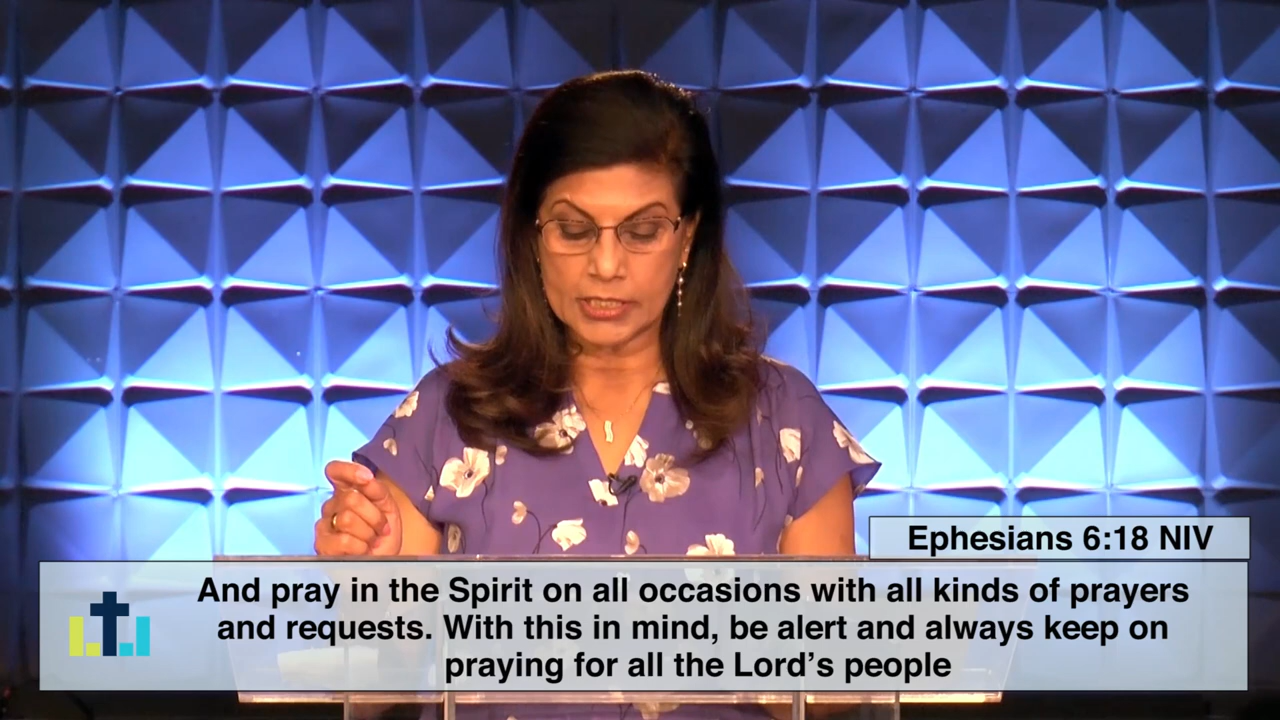 Ephesians 6:18 NIV
And pray in the Spirit on all occasions with all kinds of prayers
and requests. With this in mind, be alert and always keep on
praying for all the Lord’s people